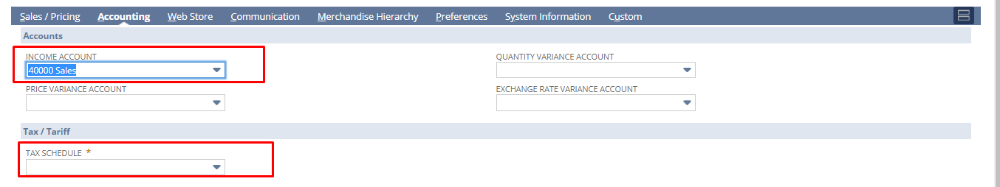 Sales / Pricing Accounting Web Store Communication Merchandise Hierarchy Preferences System Information Custom
Accounts
INCOME ACCOUNT QUANTITY VARIANCE ACCOUNT
40000 Sales
PRICE VARIANCE ACCOUNT EXCHANGE RATE VARIANCE ACCOUNT
Tax / Tariff
TAX SCHEDULE *